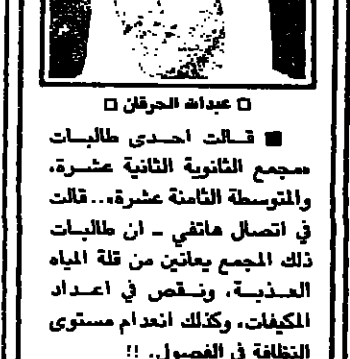 □ عبدالله الحرقان □
■ قالت احدى طالبات
«مجمع الثانوية الثانية عشرة،
والمتوسطة الثامنة عشرة».. قالت
في اتصال هاتفي ــ ان طالبات
ذلك المجمع يعانين من قلة المياه
العذبة، ونقص في اعداد
المكيفات، وكذلك انعدام مستوى
النظافة في الفصول. !!